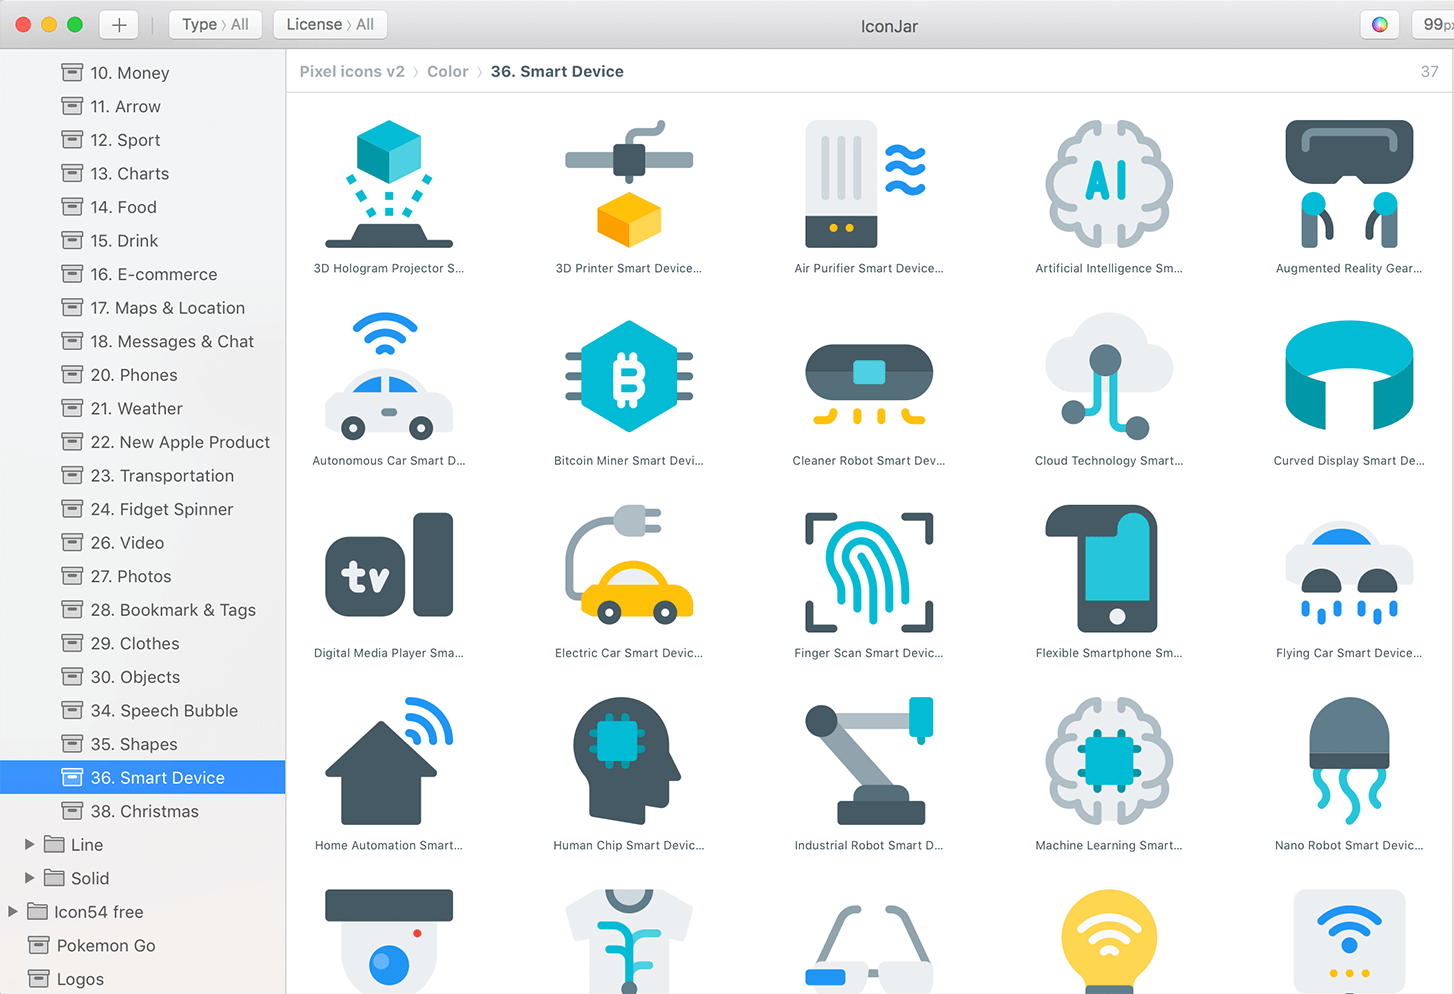 Type › All
License › All
IconJar
99px
10. Money
11. Arrow
12. Sport
13. Charts
14. Food
15. Drink
16. E-commerce
17. Maps & Location
18. Messages & Chat
20. Phones
21. Weather
22. New Apple Product
23. Transportation
24. Fidget Spinner
26. Video
27. Photos
28. Bookmark & Tags
29. Clothes
30. Objects
34. Speech Bubble
35. Shapes
36. Smart Device
38. Christmas
Line
Solid
Icon54 free
Pokemon Go
Logos
Pixel icons v2 › Color › 36. Smart Device
37
AI
3D Hologram Projector S...
3D Printer Smart Device...
Air Purifier Smart Device...
Artificial Intelligence Sm...
Augmented Reality Gear...
B
Autonomous Car Smart D...
Bitcoin Miner Smart Devi...
Cleaner Robot Smart Dev...
Cloud Technology Smart...
Curved Display Smart De...
tv
Digital Media Player Sma...
Electric Car Smart Devic...
Finger Scan Smart Devic...
Flexible Smartphone Sm...
Flying Car Smart Device...
Home Automation Smart...
Human Chip Smart Devic...
Industrial Robot Smart D...
Machine Learning Smart...
Nano Robot Smart Devic...